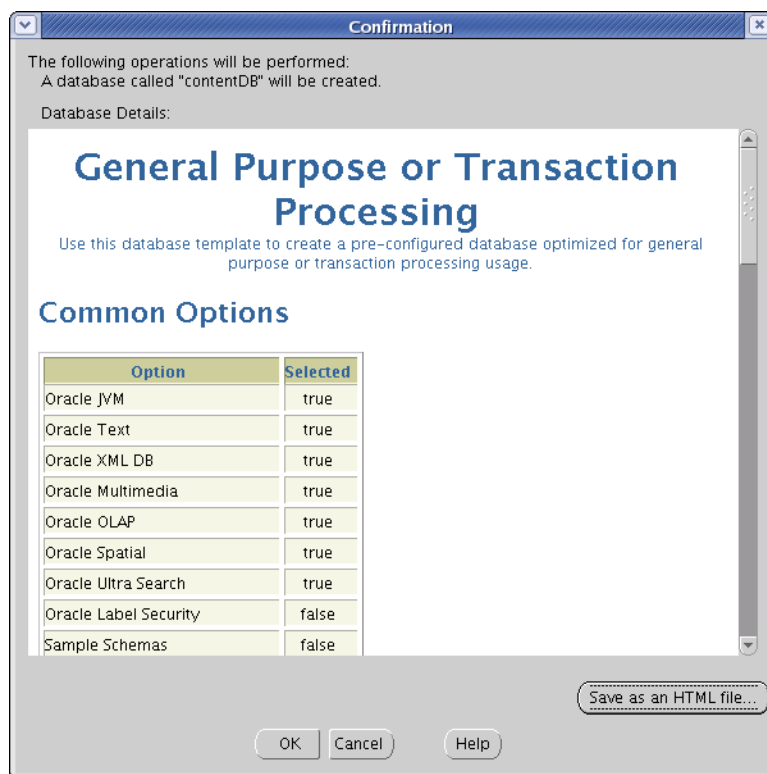 Confirmation
The following operations will be performed:
A database called "contentDB" will be created.
Database Details:
General Purpose or Transaction
Processing
Use this database template to create a pre-configured database optimized for general
purpose or transaction processing usage.
Common Options
Option Selected
Oracle JVM true
Oracle Text true
Oracle XML DB true
Oracle Multimedia true
Oracle OLAP true
Oracle Spatial true
Oracle Ultra Search true
Oracle Label Security false
Sample Schemas false
Save as an HTML file...
OK Cancel Help